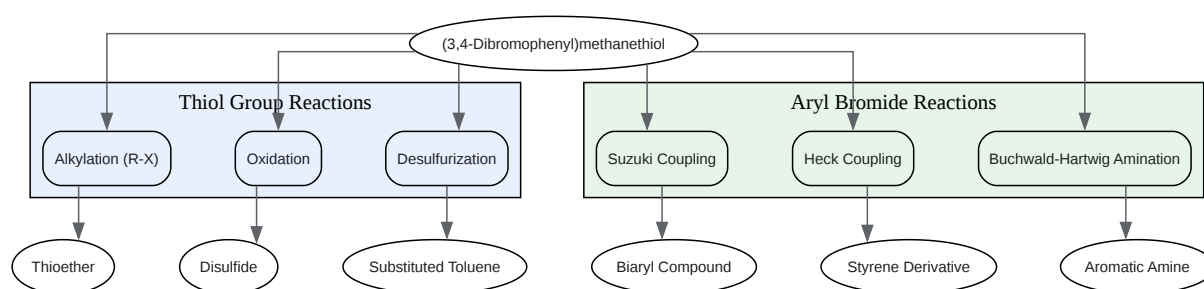 (3,4-Dibromophenyl)methanethiol
Thiol Group Reactions
Aryl Bromide Reactions
Alkylation (R-X)
Oxidation
Desulfurization
Suzuki Coupling
Heck Coupling
Buchwald-Hartwig Amination
Thioether
Disulfide
Substituted Toluene
Biaryl Compound
Styrene Derivative
Aromatic Amine